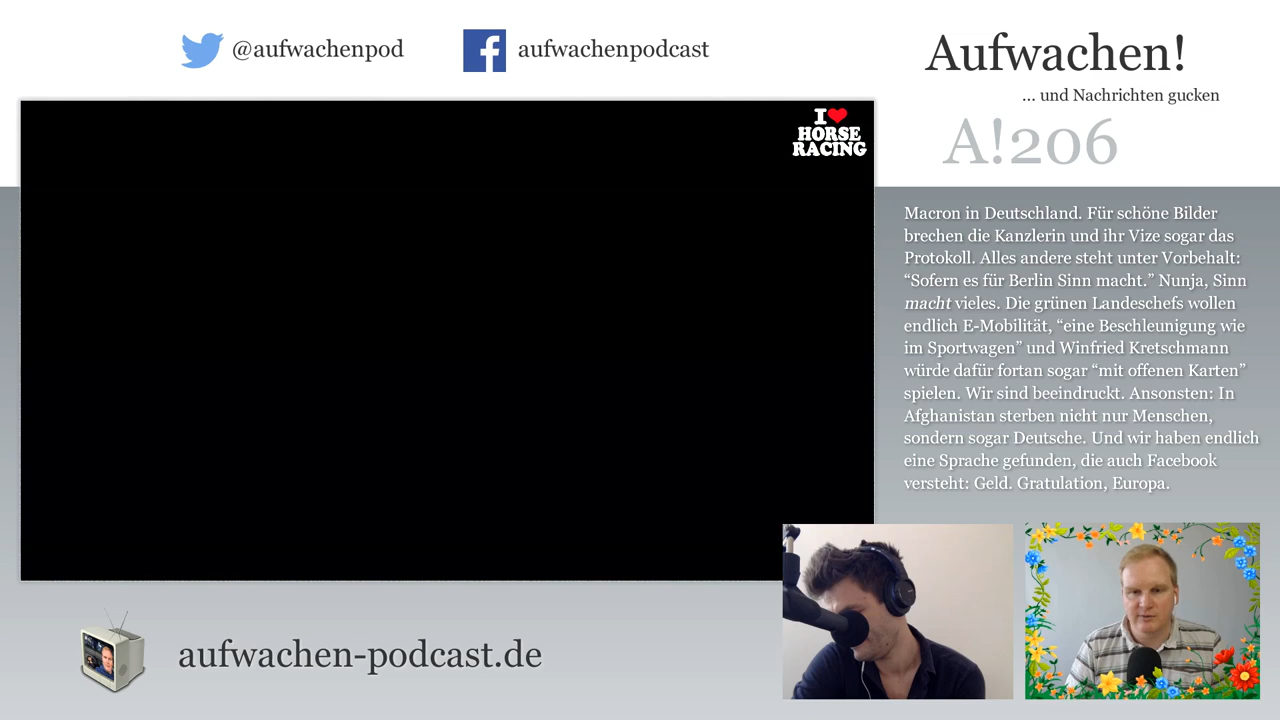 @aufwachenpod
aufwachenpodcast
Aufwachen!
... und Nachrichten gucken
A!206
I
HORSE
RACING
Macron in Deutschland. Für schöne Bilder
brechen die Kanzlerin und ihr Vize sogar das
Protokoll. Alles andere steht unter Vorbehalt:
“Sofern es für Berlin Sinn macht.” Nunja, Sinn
macht vieles. Die grünen Landeschefs wollen
endlich E-Mobilität, “eine Beschleunigung wie
im Sportwagen” und Winfried Kretschmann
würde dafür fortan sogar “mit offenen Karten”
spielen. Wir sind beeindruckt. Ansonsten: In
Afghanistan sterben nicht nur Menschen,
sondern sogar Deutsche. Und wir haben endlich
eine Sprache gefunden, die auch Facebook
versteht: Geld. Gratulation, Europa.
aufwachen-podcast.de